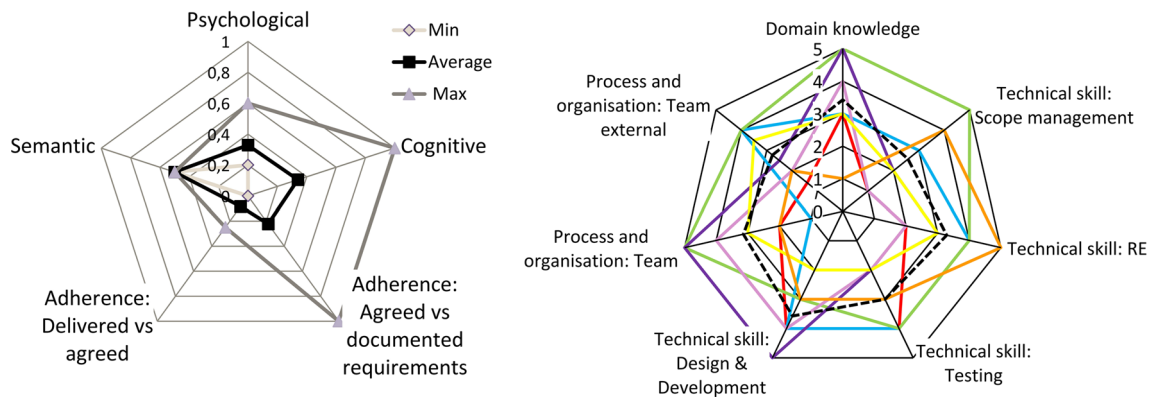 Psychological
1
0,8
0,6
0,4
0,2
0
Min
Average
Max
Semantic
Cognitive
Adherence:
Delivered vs
agreed
Adherence:
Agreed vs
documented
requirements
Domain knowledge
5
4
3
2
1
0
Process and
organisation: Team
external
Technical skill:
Scope management
Process and
organisation: Team
Technical skill: RE
Technical skill:
Design &
Development
Technical skill:
Testing